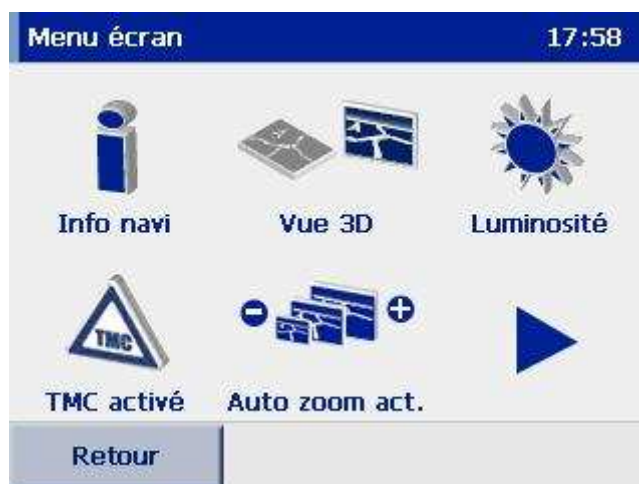 Menu écran 17:58
Info navi
Vue 3D
Luminosité
TMC
TMC activé
Auto zoom act.
Retour